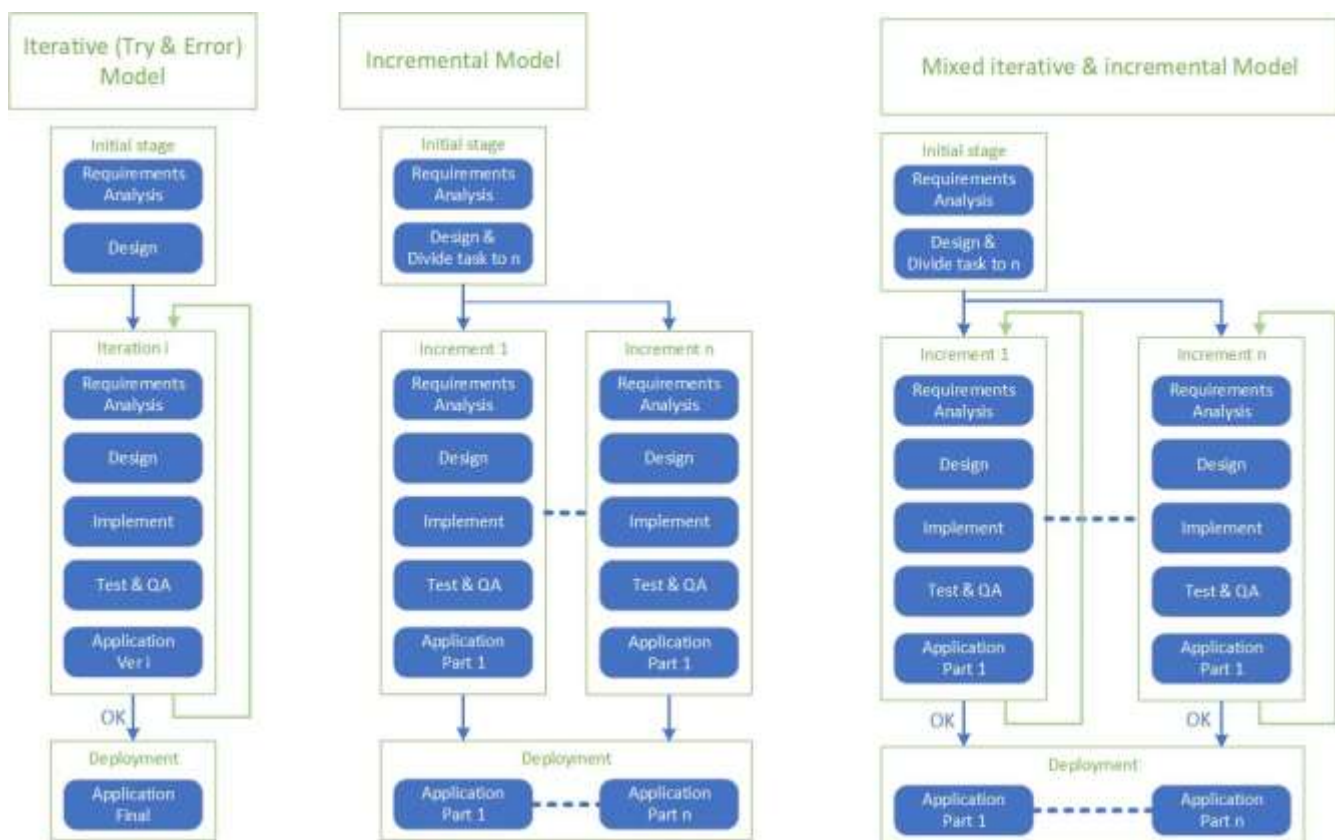 Iterative (Try & Error)
Model
Initial stage
Requirements
Analysis
Design
Iteration i
Requirements
Analysis
Design
Implement
Test & QA
Application
Ver i
OK
Deployment
Application
Final
Incremental Model
Initial stage
Requirements
Analysis
Design &
Divide task to n
Increment 1
Requirements
Analysis
Design
Implement
Test & QA
Application
Part 1
Increment n
Requirements
Analysis
Design
Implement
Test & QA
Application
Part 1
Deployment
Application
Part 1
Application
Part n
Mixed iterative & incremental Model
Initial stage
Requirements
Analysis
Design &
Divide task to n
Increment 1
Requirements
Analysis
Design
Implement
Test & QA
Application
Part 1
OK
Increment n
Requirements
Analysis
Design
Implement
Test & QA
Application
Part 1
OK
Deployment
Application
Part 1
Application
Part n